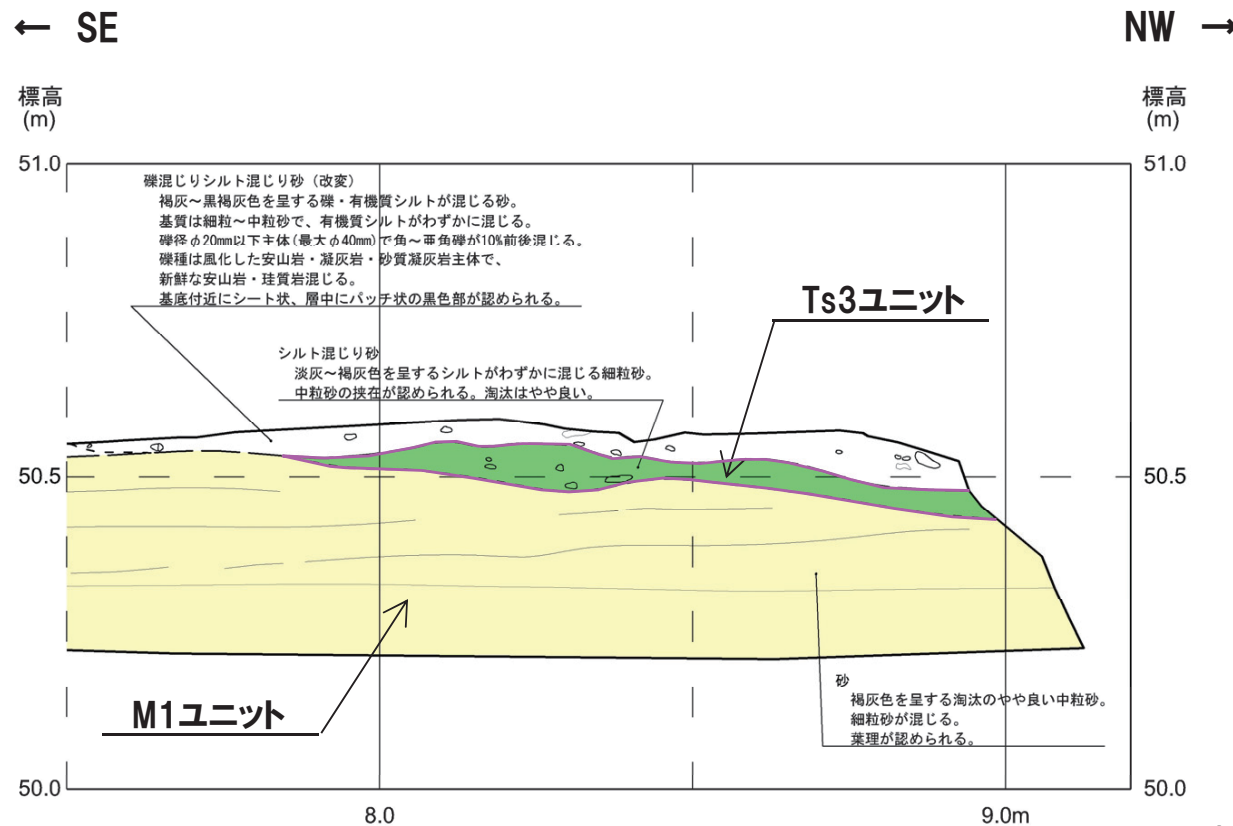 ← SE
NW →
標高
(m)
標高
(m)
51.0
51.0
礫混じりシルト混じり砂（改変）
褐灰～黒褐灰色を呈する礫・有機質シルトが混じる砂。
基質は細粒～中粒砂で、有機質シルトがわずかに混じる。
礫径φ20㎜以下主体(最大φ40㎜)で角～亜角礫が10%前後混じる。
礫種は風化した安山岩・凝灰岩・砂質凝灰岩主体で、
新鮮な安山岩・珪質岩混じる。
基底付近にシート状、層中にパッチ状の黒色部が認められる。
Ts3ユニット
シルト混じり砂
淡灰～褐灰色を呈するシルトがわずかに混じる細粒砂。
中粒砂の挟在が認められる。淘汰はやや良い。
50.5
50.5
M1ユニット
砂
褐灰色を呈する淘汰のやや良い中粒砂。
細粒砂が混じる。
葉理が認められる。
50.0
50.0
8.0
9.0m